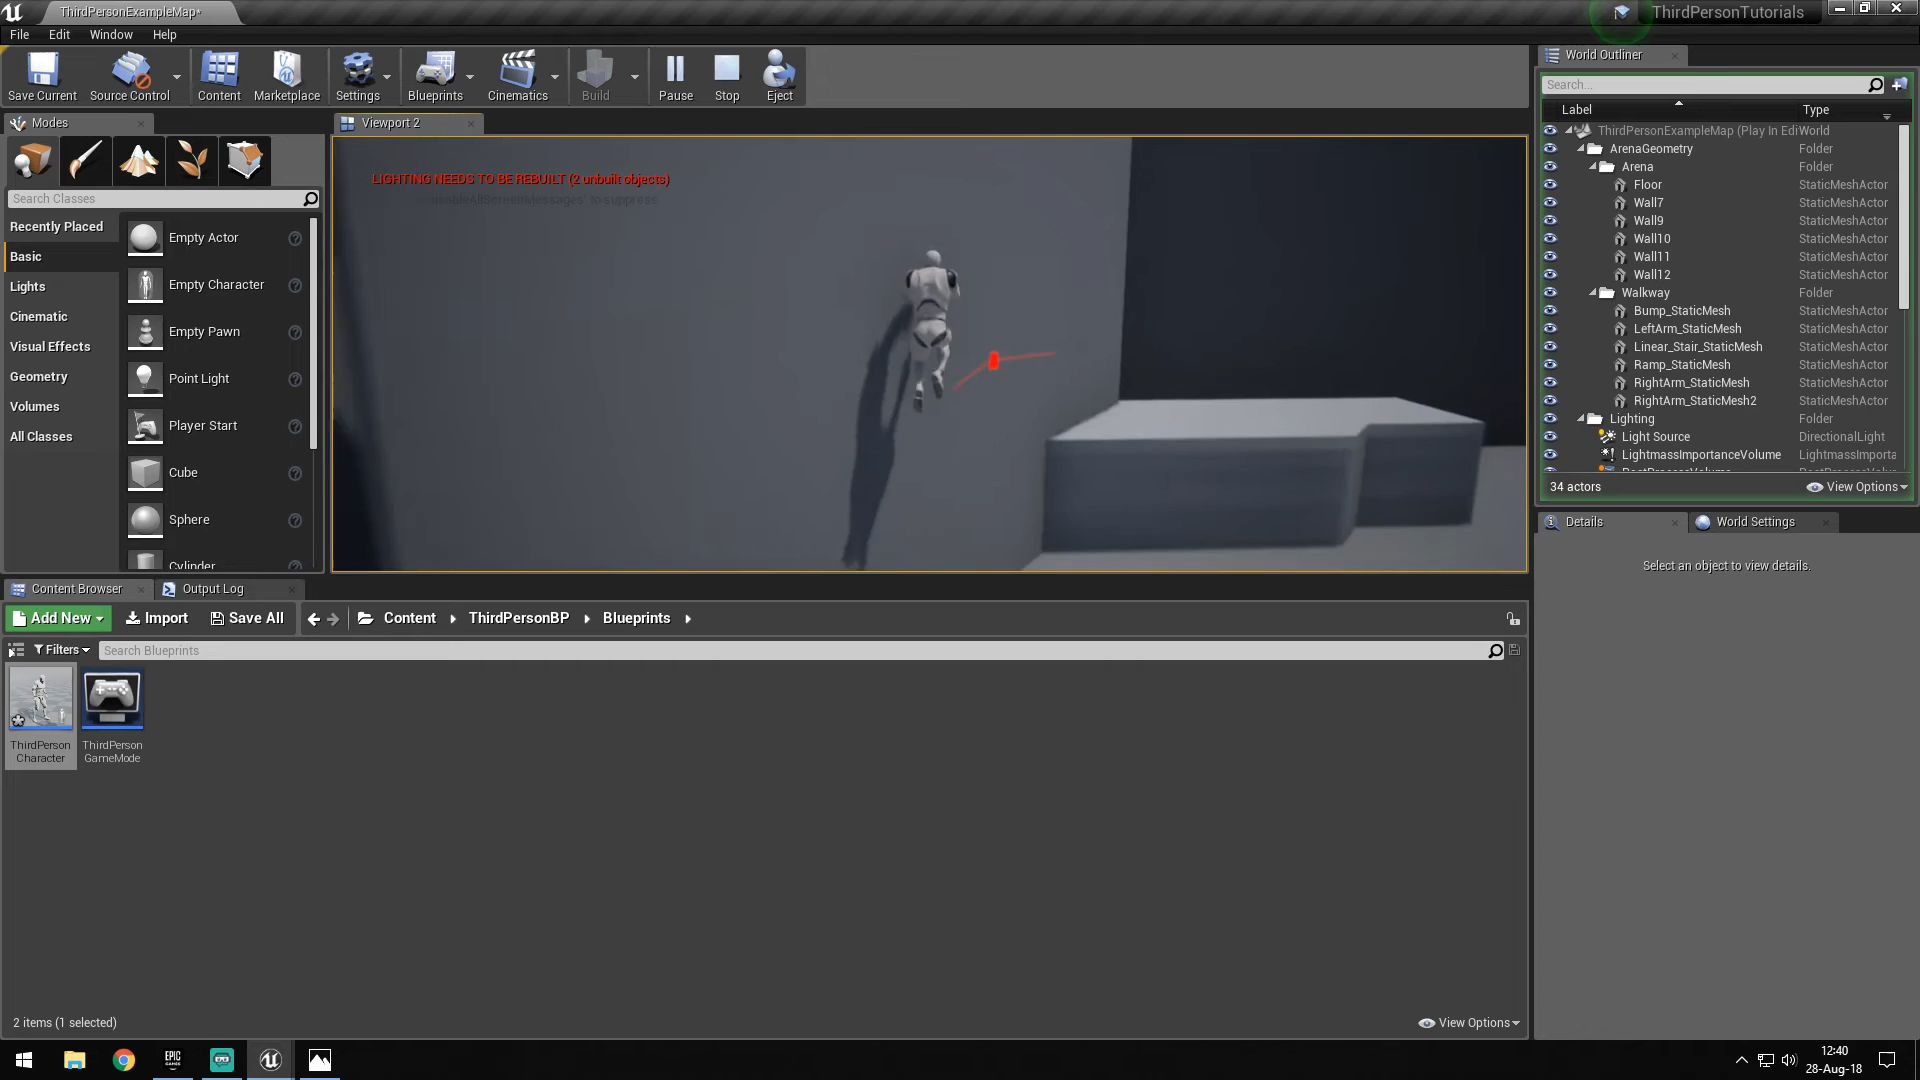 ThirdPersonExampleMap*
ThirdPersonTutorials
File Edit Window Help
Save Current
Source Control
Content
Marketplace
Settings
Blueprints
Cinematics
Build
Pause
Stop
Eject
Modes
Search Classes
Recently Placed
Basic
Lights
Cinematic
Visual Effects
Geometry
Volumes
All Classes
Empty Actor
Empty Character
Empty Pawn
Point Light
Player Start
Cube
Sphere
Cylinder
Viewport 2
LIGHTING NEEDS TO BE REBUILT (2 unbuilt objects)
to suppress
World Outliner
Search...
Label Type
ThirdPersonExampleMap (Play In Edi World
ArenaGeometry Folder
Arena Folder
Floor StaticMeshActor
Wall7 StaticMeshActor
Wall9 StaticMeshActor
Wall10 StaticMeshActor
Wall11 StaticMeshActor
Wall12 StaticMeshActor
Walkway Folder
Bump_StaticMesh StaticMeshActor
LeftArm_StaticMesh StaticMeshActor
Linear_Stair_StaticMesh StaticMeshActor
Ramp_StaticMesh StaticMeshActor
RightArm_StaticMesh StaticMeshActor
RightArm_StaticMesh2 StaticMeshActor
Lighting Folder
Light Source DirectionalLight
LightmassImportanceVolume LightmassImporta
34 actors View Options
Details World Settings
Select an object to view details.
Content Browser Output Log
Add New Import Save All Content ThirdPersonBP Blueprints
Filters Search Blueprints
ThirdPerson
Character
ThirdPerson
GameMode
2 items (1 selected) View Options
EPIC
GAMES
12:40
28-Aug-18